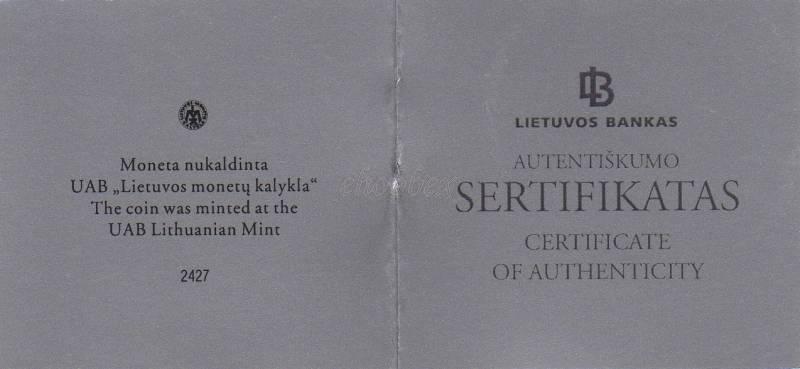 Moneta nukaldinta
UAB „Lietuvos monetų kalykla“
The coin was minted at the
UAB Lithuanian Mint
2427
LB
LIETUVOS BANKAS
AUTENTIŠKUMO
SERTIFIKATAS
CERTIFICATE
OF AUTHENTICITY